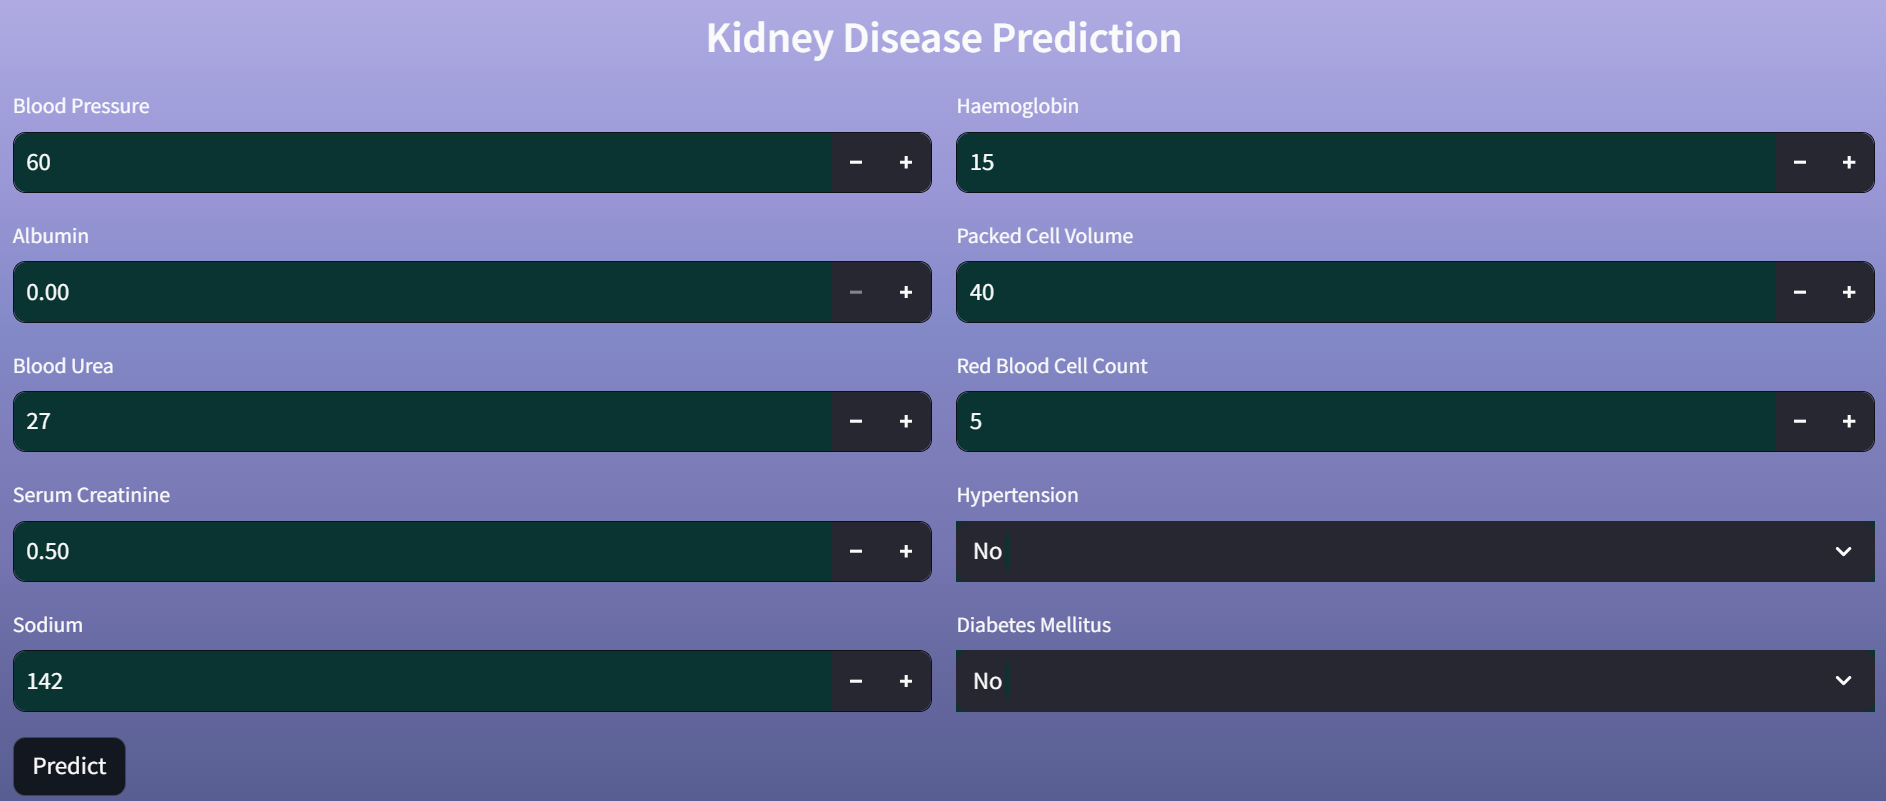 Kidney Disease Prediction
Blood Pressure
60
Albumin
0.00
Blood Urea
27
Serum Creatinine
0.50
Sodium
142
Haemoglobin
15
Packed Cell Volume
40
Red Blood Cell Count
5
Hypertension
No
Diabetes Mellitus
No
Predict